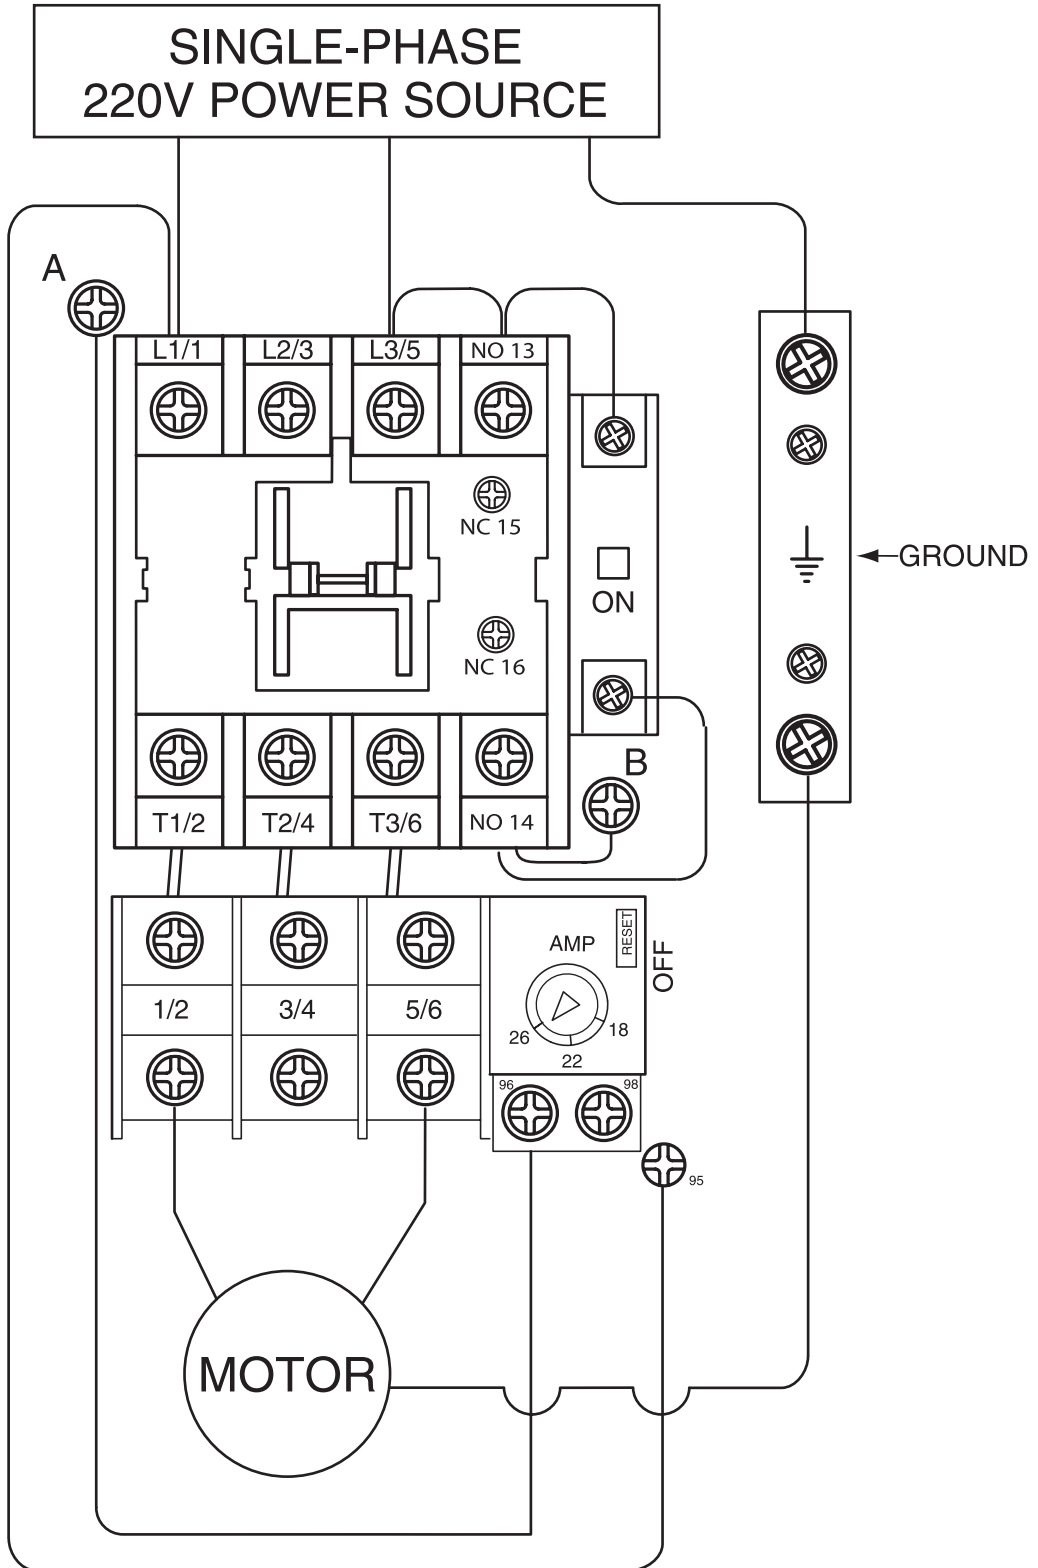 SINGLE-PHASE
220V POWER SOURCE
A
L1/1 L2/3 L3/5 NO 13
NC 15
GROUND
ON
NC 16
B
T1/2 T2/4 T3/6 NO 14
RESET
AMP
OFF
1/2 3/4 5/6
26 18
22
96 98
95
MOTOR